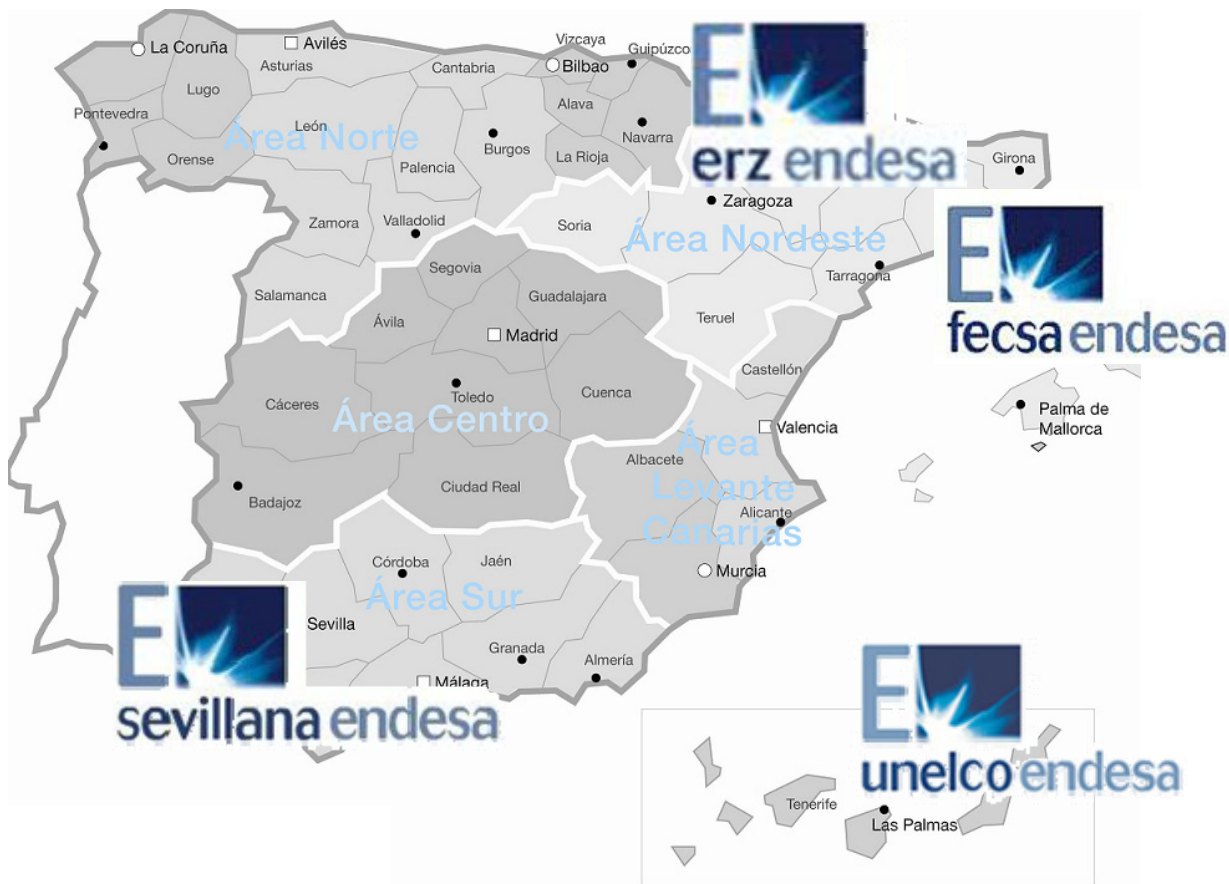 La Coruña
Avilés
Asturias
Lugo
Pontevedra
Orense
León
Área Norte
Cantabria
Vizcaya
Bilbao
Alava
Navarra
La Rioja
Burgos
Palencia
Zamora
Valladolid
Salamanca
E
erz endesa
Girona
Zaragoza
Soria
Área Nordeste
Tarragona
Teruel
E
fecsa endesa
Segovia
Guadalajara
Ávila
Madrid
Toledo
Cuenca
Cáceres
Área Centro
Badajoz
Ciudad Real
Castellón
Valencia
Palma de
Mallorca
Albacete
Área
Levante
Canarias
Alicante
Murcia
Córdoba
Jaén
Área Sur
Sevilla
Granada
Almería
Málaga
E
sevillana endesa
E
unelco endesa
Tenerife
Las Palmas